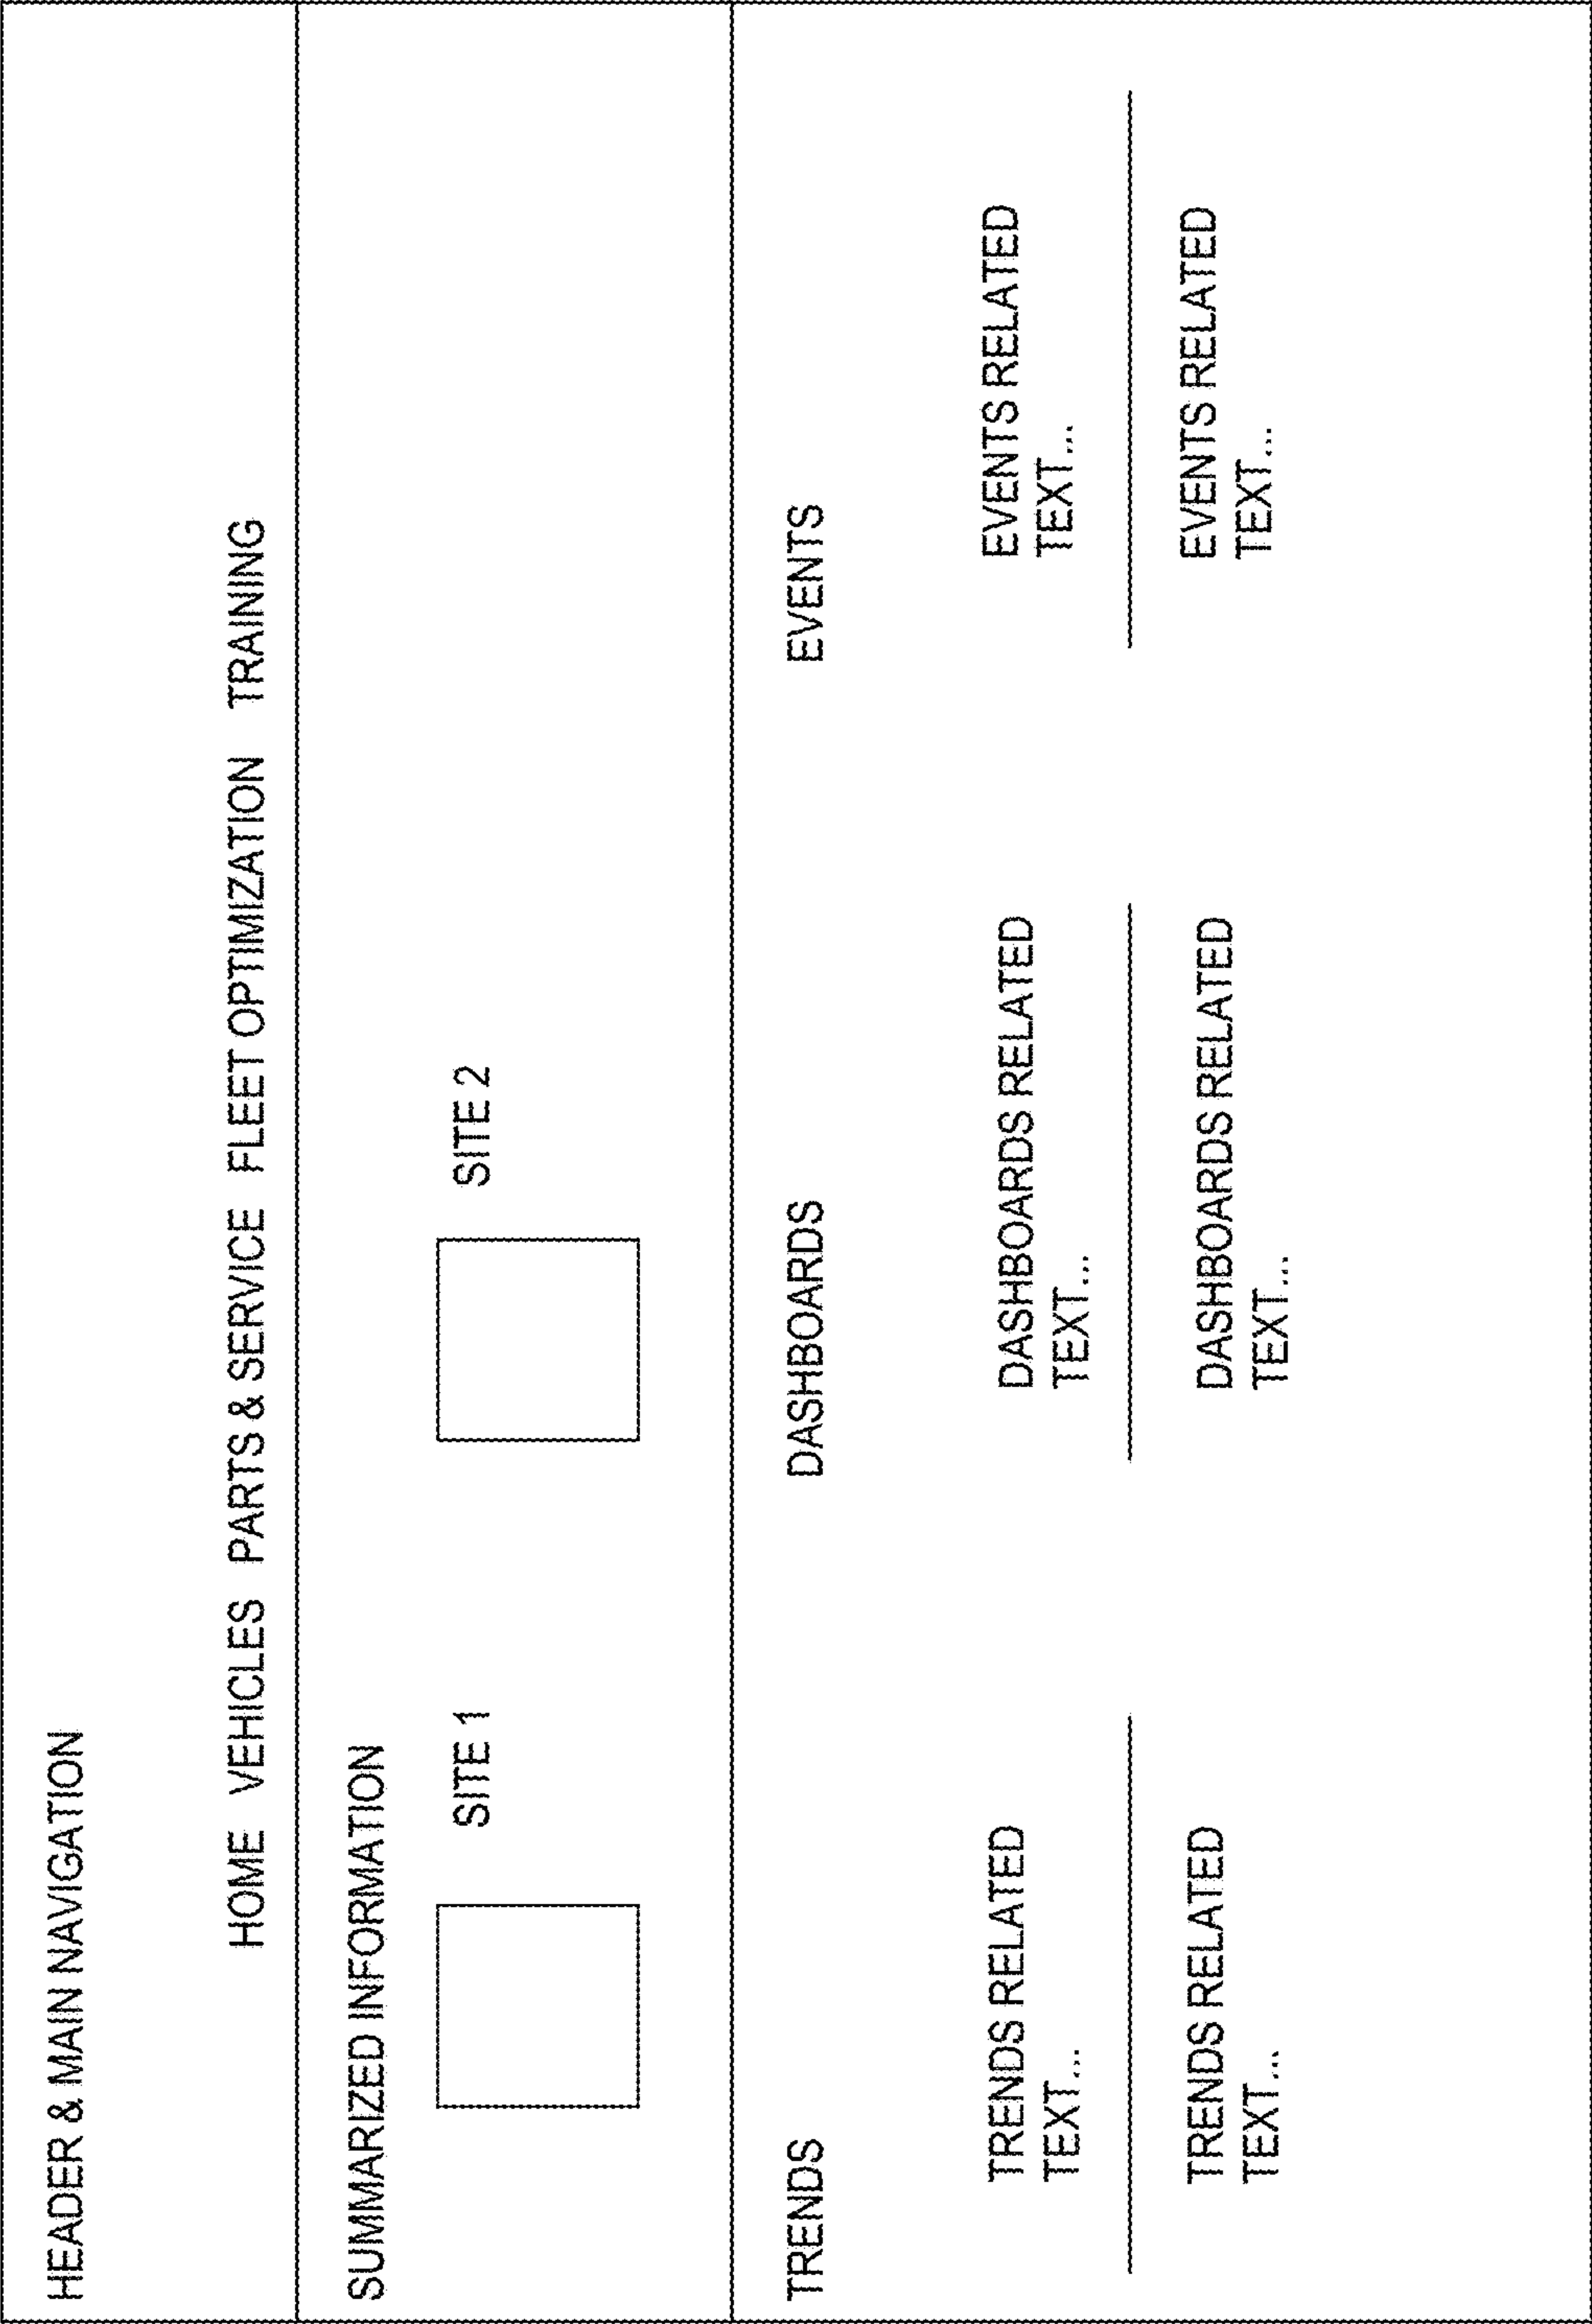 HEADER & MAIN NAVIGATION
HOME VEHICLES PARTS & SERVICE FLEET OPTIMIZATION TRAINING
SUMMARIZED INFORMATION
SITE 1
SITE 2
TRENDS
TRENDS RELATED
TEXT...
TRENDS RELATED
TEXT...
DASHBOARDS
DASHBOARDS RELATED
TEXT...
DASHBOARDS RELATED
TEXT...
EVENTS
EVENTS RELATED
TEXT...
EVENTS RELATED
TEXT...